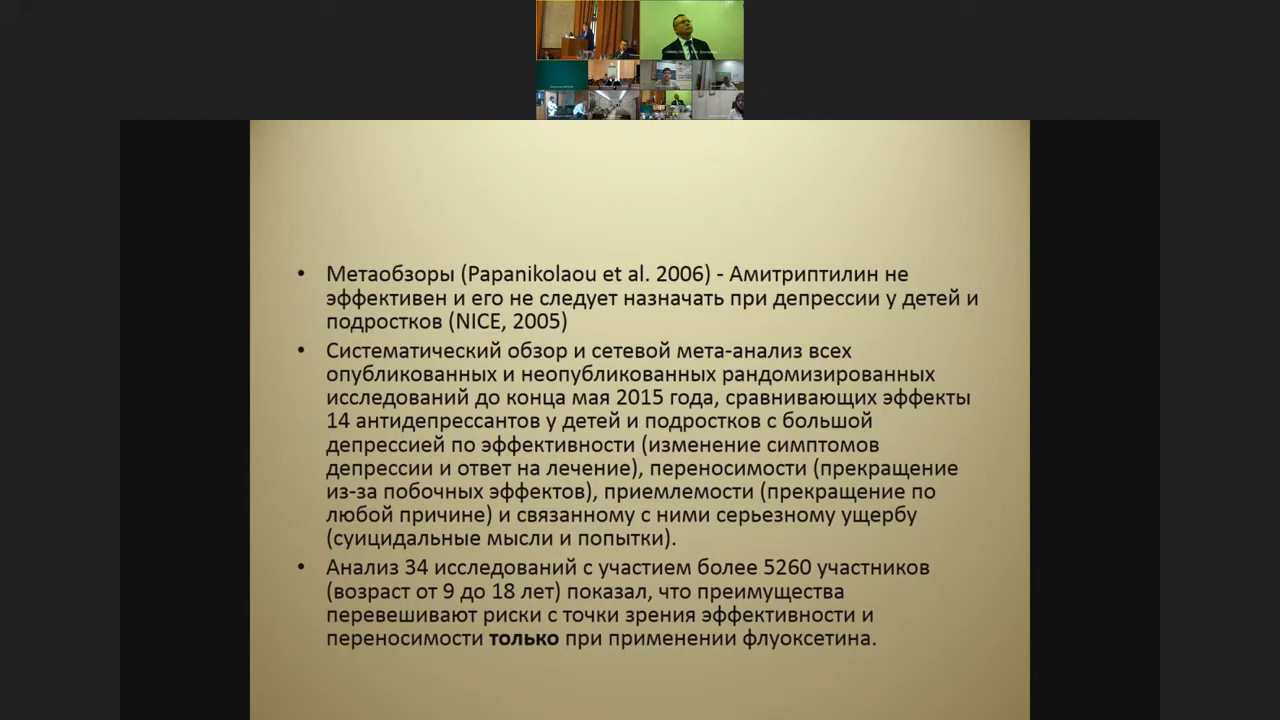 • Метаобзоры (Papanikolaou et al. 2006) - Амитриптилин не
эффективен и его не следует назначать при депрессии у детей и
подростков (NICE, 2005)
• Систематический обзор и сетевой мета-анализ всех
опубликованных и неопубликованных рандомизированных
исследований до конца мая 2015 года, сравнивающих эффекты
14 антидепрессантов у детей и подростков с большой
депрессией по эффективности (изменение симптомов
депрессии и ответ на лечение), переносимости (прекращение
из-за побочных эффектов), приемлемости (прекращение по
любой причине) и связанному с ними серьезному ущербу
(суицидальные мысли и попытки).
• Анализ 34 исследований с участием более 5260 участников
(возраст от 9 до 18 лет) показал, что преимущества
перевешивают риски с точки зрения эффективности и
переносимости только при применении флуоксетина.